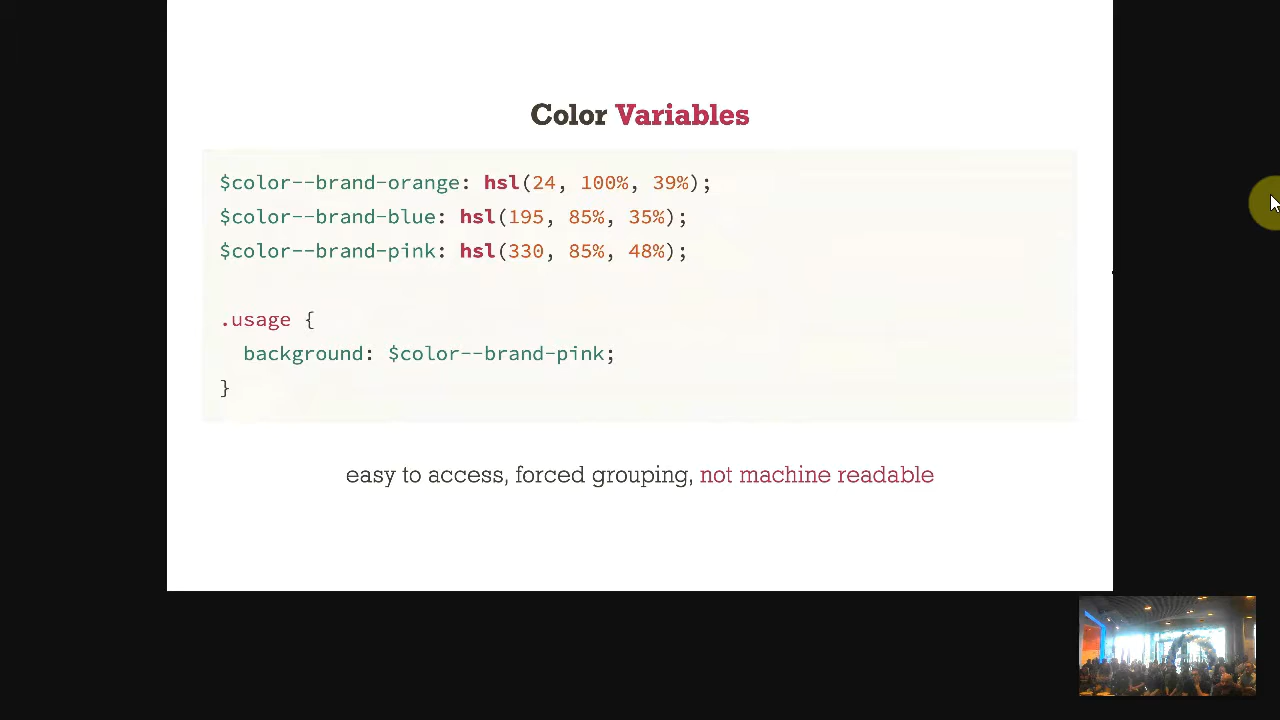 Color Variables
$color--brand-orange: hsl(24, 100%, 39%);
$color--brand-blue: hsl(195, 85%, 35%);
$color--brand-pink: hsl(330, 85%, 48%);
.usage {
  background: $color--brand-pink;
}
easy to access, forced grouping, not machine readable